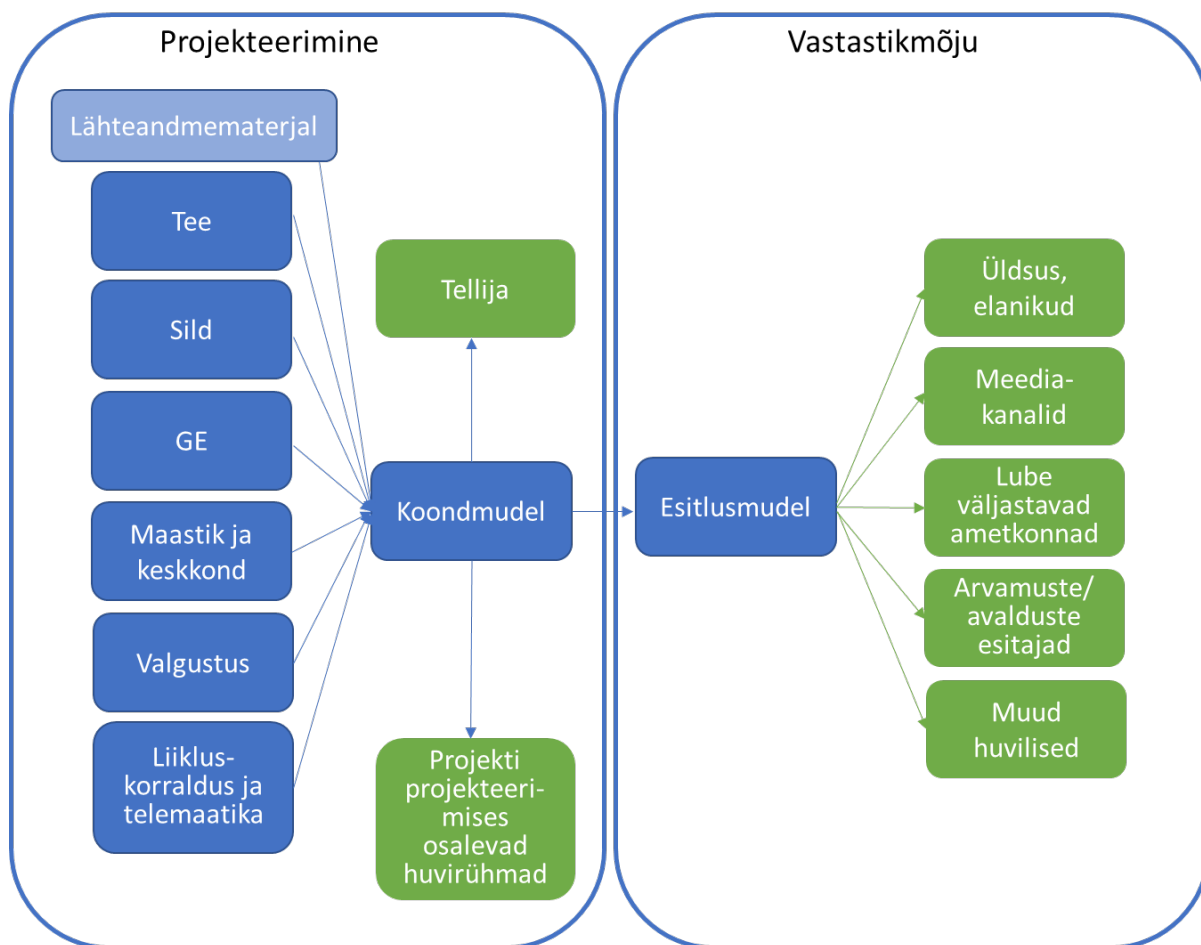 Projekteerimine
Lähteandmematerjal
Tee
Sild
GE
Maastik ja
keskkond
Valgustus
Liiklus-
korraldus ja
telemaatika
Tellija
Koondmudel
Projekti
projekteeri-
mises
osalevad
huvirühmad
Vastastikmõju
Esitlusmudel
Üldsus,
elanikud
Meedia-
kanalid
Lube
väljastavad
ametkonnad
Arvamuste/
avalduste
esitajad
Muud
huvilised